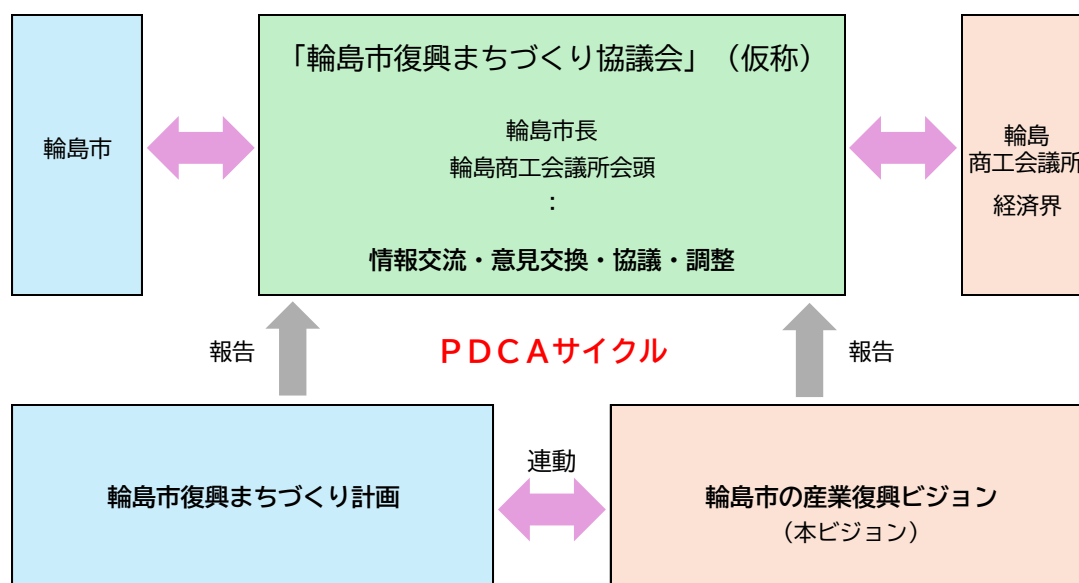 「輪島市復興まちづくり協議会」（仮称）
輪島市長
輪島商工会議所会頭
：
情報交流・意見交換・協議・調整
輪島市
輪島
商工会議所
経済界
報告
ＰＤＣＡサイクル
報告
輪島市復興まちづくり計画
連動
輪島市の産業復興ビジョン
（本ビジョン）